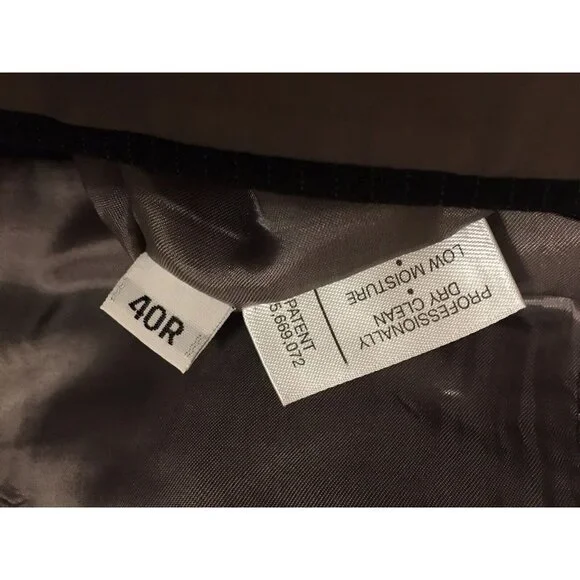 40R
PROFESSIONALLY
DRY CLEAN
•
LOW MOISTURE
•
-PATENT
5 669.072